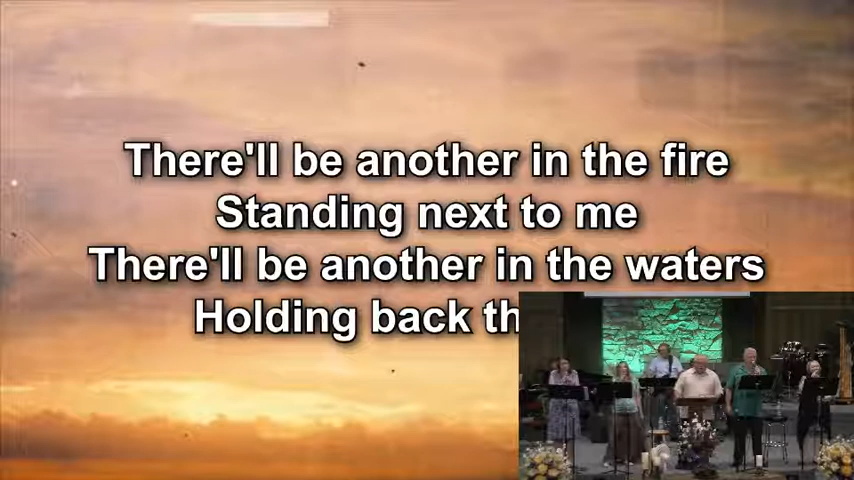 There'll be another in the fire
Standing next to me
There'll be another in the waters
Holding back